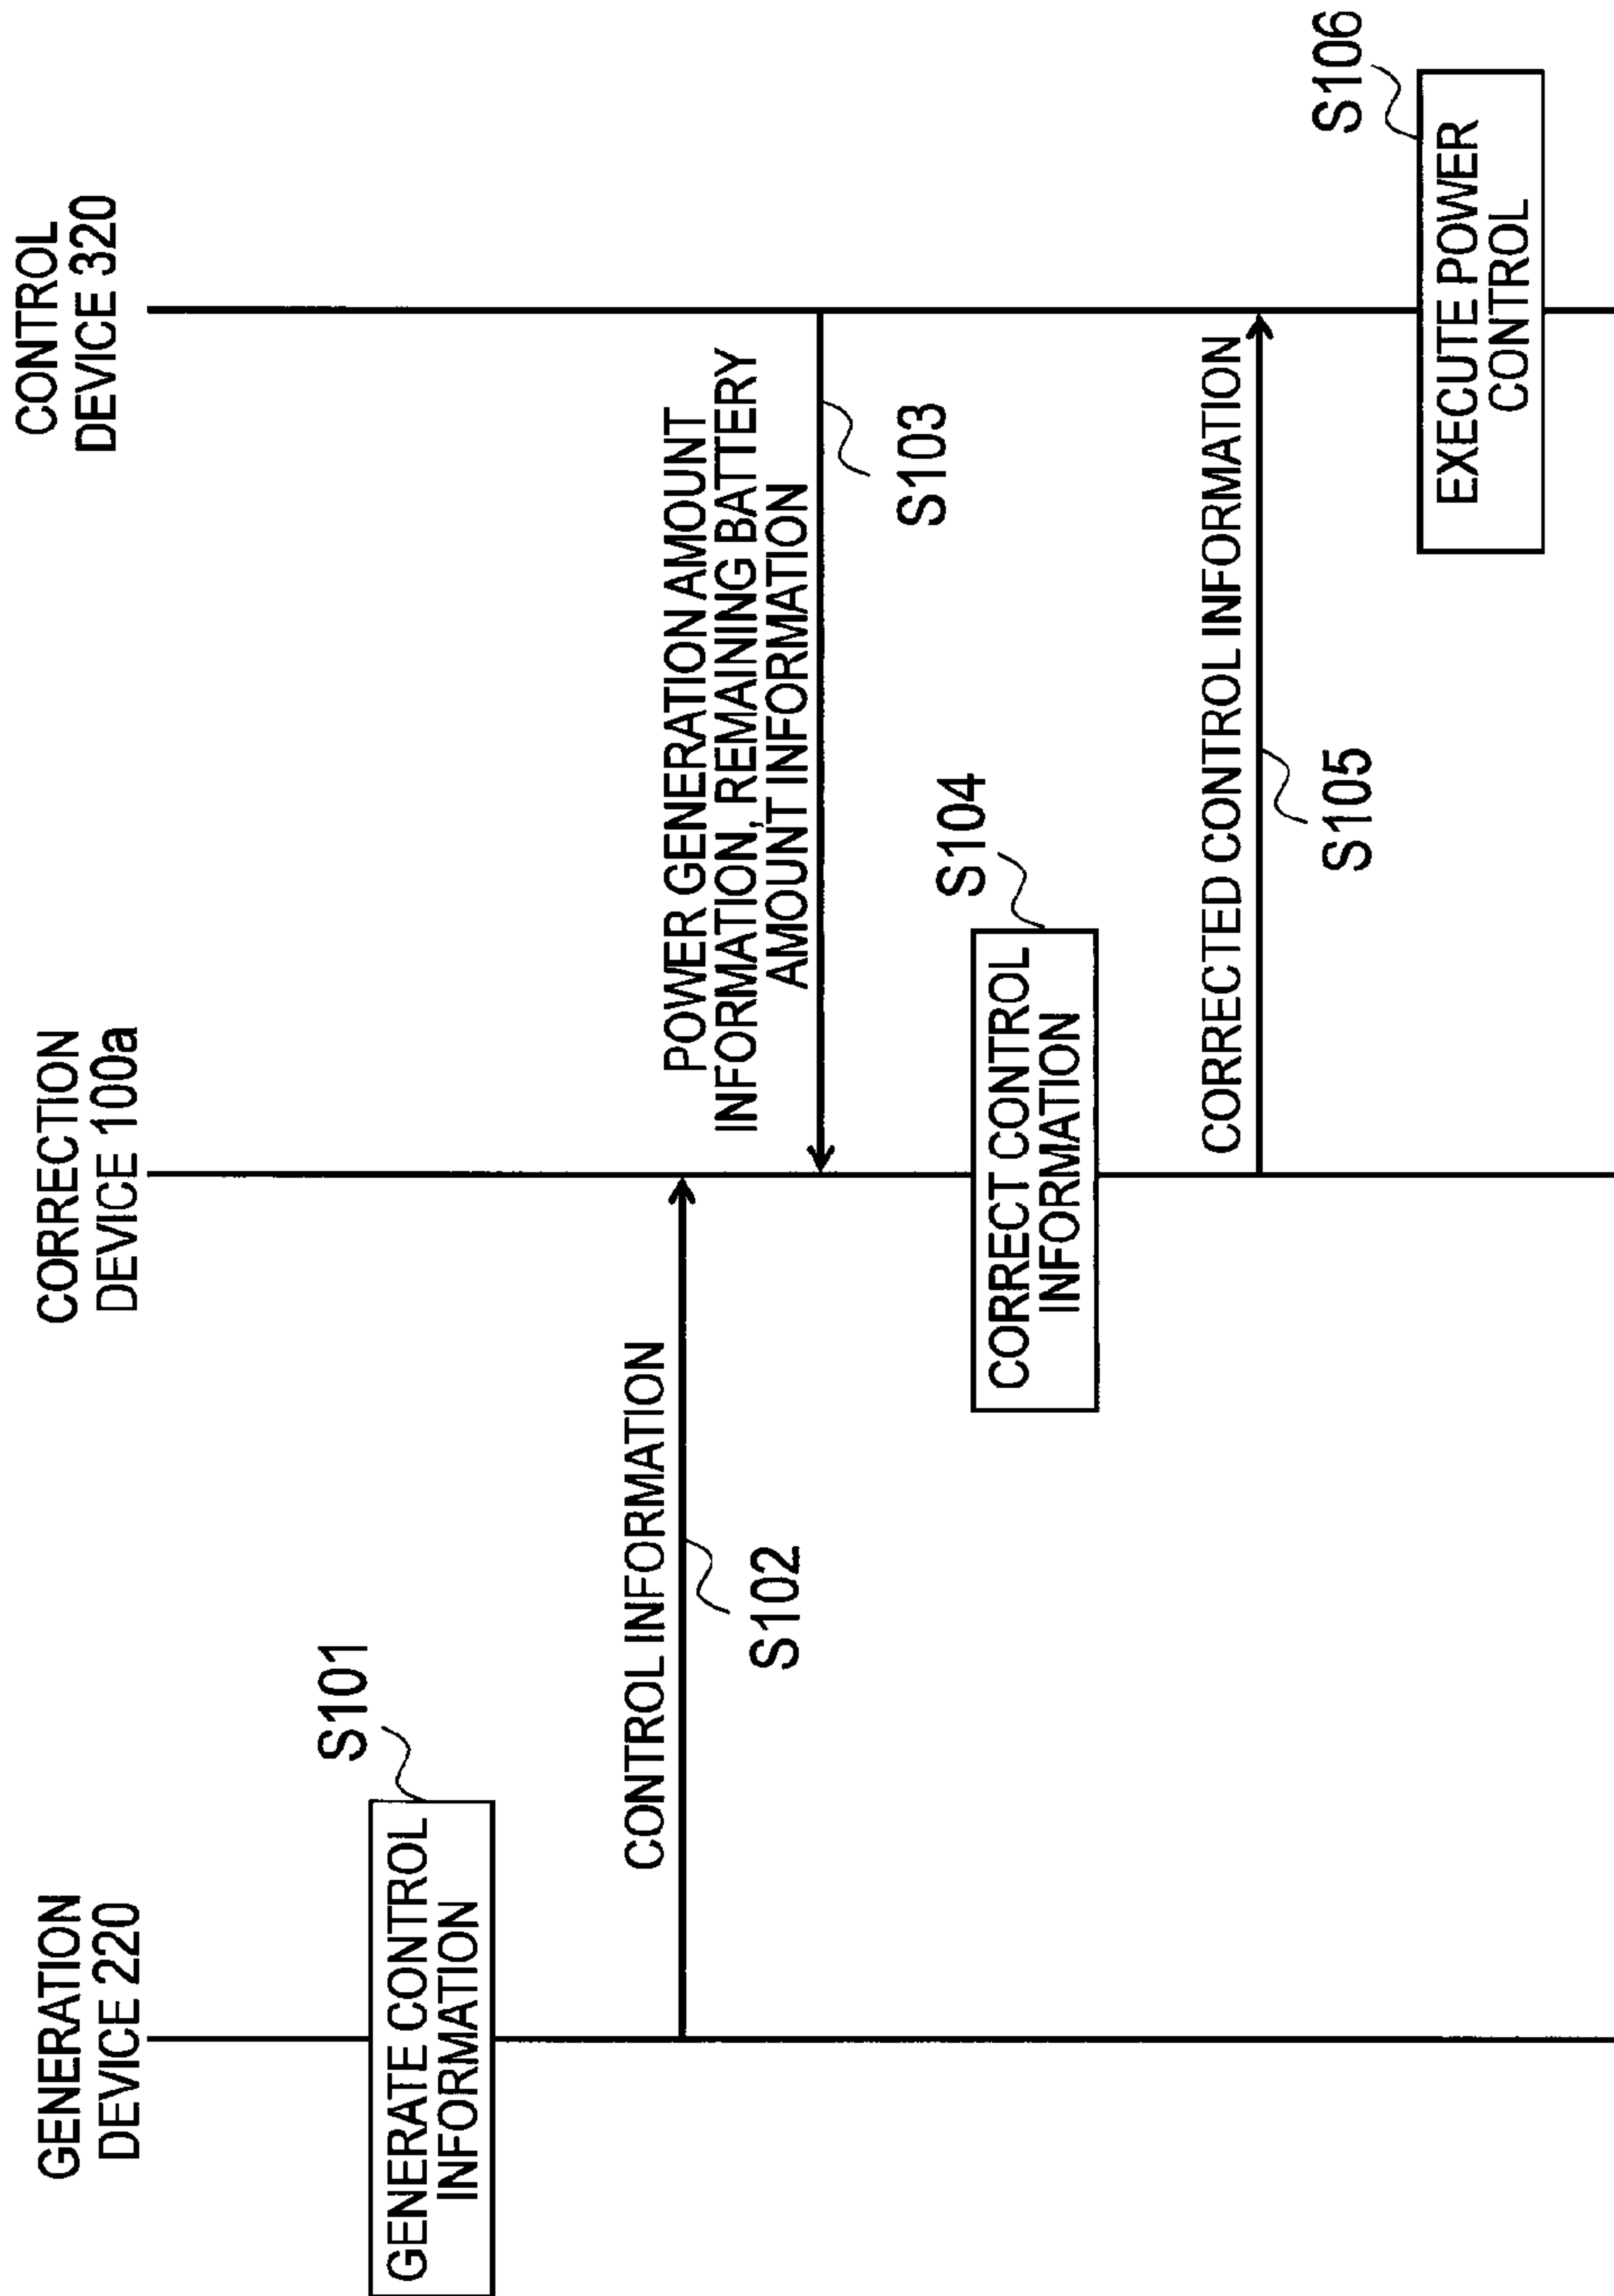 GENERATION
DEVICE 220
CORRECTION
DEVICE 100a
CONTROL
DEVICE 320
GENERATE CONTROL
INFORMATION
S101
CONTROL INFORMATION
S102
POWER GENERATION AMOUNT
INFORMATION, REMAINING BATTERY
AMOUNT INFORMATION
S103
CORRECT CONTROL
INFORMATION
S104
CORRECTED CONTROL INFORMATION
S105
EXECUTE POWER
CONTROL
S106